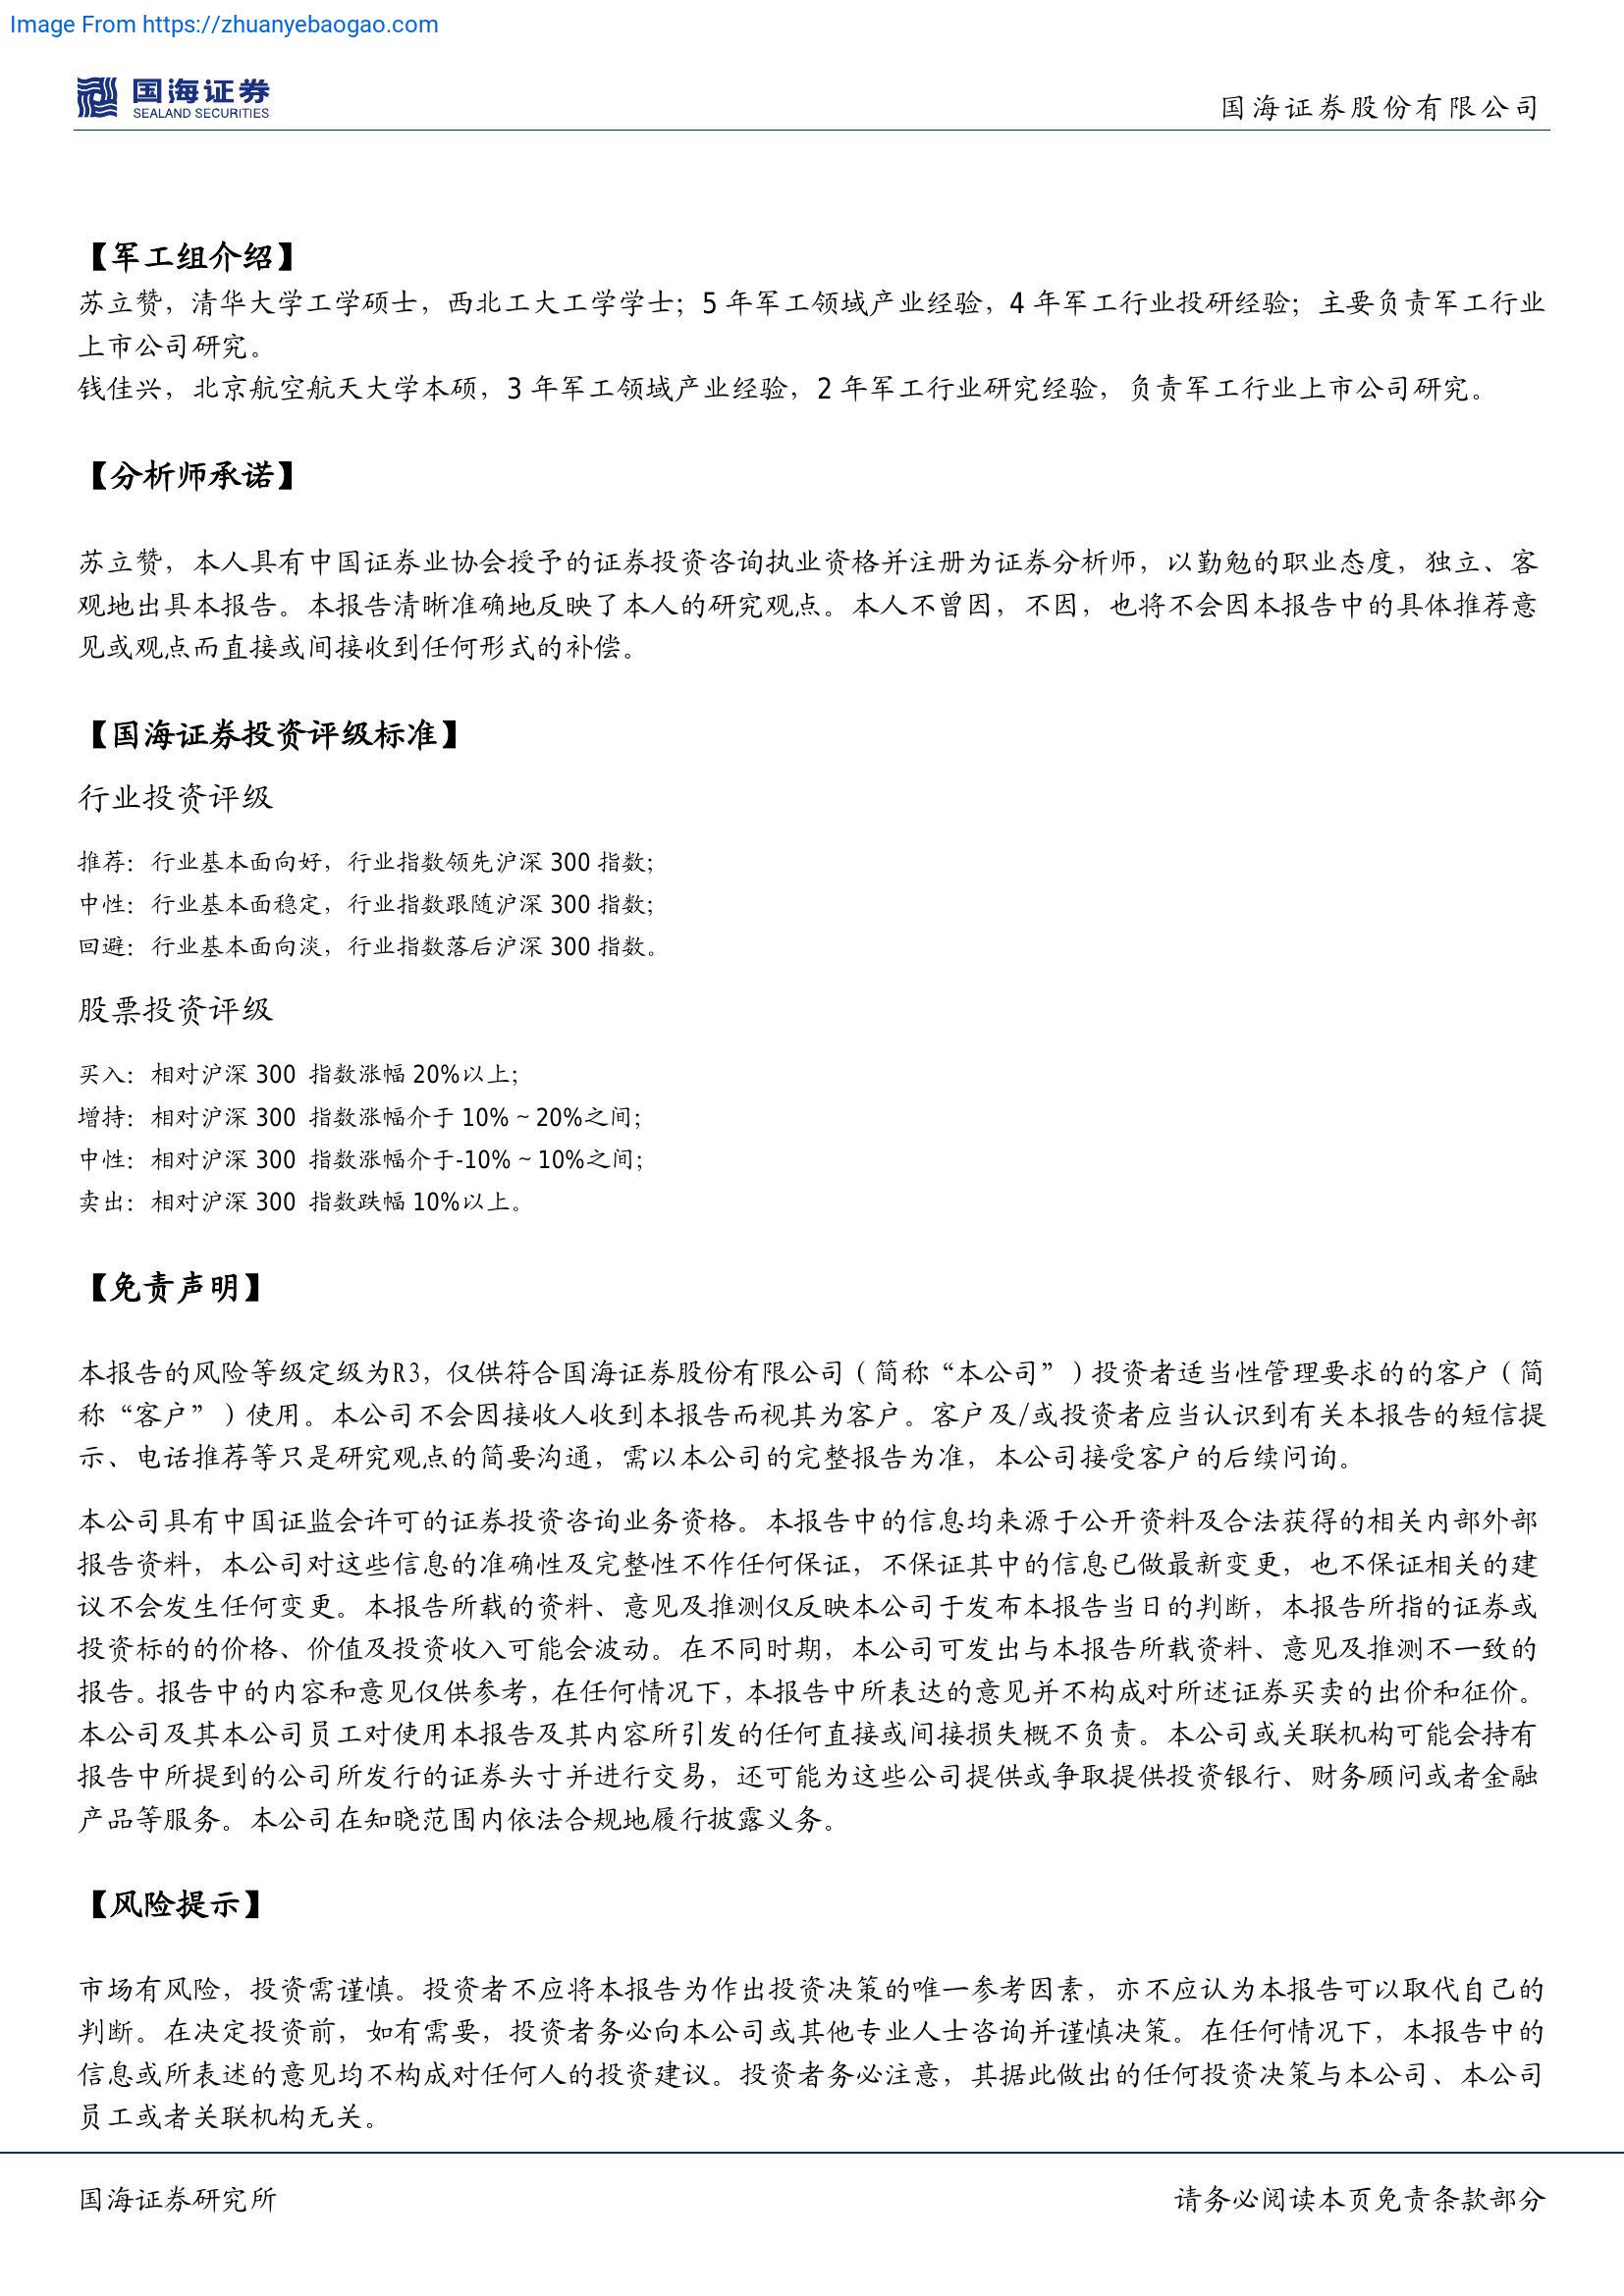 Image From https://zhuanyebaogao.com
国海证券
SEALAND SECURITIES
国海证券股份有限公司
【军工组介绍】
苏立赞，清华大学工学硕士，西北工大工学学士；5 年军工领域产业经验，4 年军工行业投研经验；主要负责军工行业
上市公司研究。
钱佳兴，北京航空航天大学本硕，3 年军工领域产业经验，2 年军工行业研究经验，负责军工行业上市公司研究。
【分析师承诺】
苏立赞，本人具有中国证券业协会授予的证券投资咨询执业资格并注册为证券分析师，以勤勉的职业态度，独立、客
观地出具本报告。本报告清晰准确地反映了本人的研究观点。本人不曾因，不因，也将不会因本报告中的具体推荐意
见或观点而直接或间接收到任何形式的补偿。
【国海证券投资评级标准】
行业投资评级
推荐：行业基本面向好，行业指数领先沪深 300 指数；
中性：行业基本面稳定，行业指数跟随沪深 300 指数；
回避：行业基本面向淡，行业指数落后沪深 300 指数。
股票投资评级
买入：相对沪深 300 指数涨幅 20%以上；
增持：相对沪深 300 指数涨幅介于 10%～20%之间；
中性：相对沪深 300 指数涨幅介于-10%～10%之间；
卖出：相对沪深 300 指数跌幅 10%以上。
【免责声明】
本报告的风险等级定级为R3，仅供符合国海证券股份有限公司（简称“本公司”）投资者适当性管理要求的的客户（简
称“客户”）使用。本公司不会因接收人收到本报告而视其为客户。客户及/或投资者应当认识到有关本报告的短信提
示、电话推荐等只是研究观点的简要沟通，需以本公司的完整报告为准，本公司接受客户的后续问询。
本公司具有中国证监会许可的证券投资咨询业务资格。本报告中的信息均来源于公开资料及合法获得的相关内部外部
报告资料，本公司对这些信息的准确性及完整性不作任何保证，不保证其中的信息已做最新变更，也不保证相关的建
议不会发生任何变更。本报告所载的资料、意见及推测仅反映本公司于发布本报告当日的判断，本报告所指的证券或
投资标的的价格、价值及投资收入可能会波动。在不同时期，本公司可发出与本报告所载资料、意见及推测不一致的
报告。报告中的内容和意见仅供参考，在任何情况下，本报告中所表达的意见并不构成对所述证券买卖的出价和征价。
本公司及其本公司员工对使用本报告及其内容所引发的任何直接或间接损失概不负责。本公司或关联机构可能会持有
报告中所提到的公司所发行的证券头寸并进行交易，还可能为这些公司提供或争取提供投资银行、财务顾问或者金融
产品等服务。本公司在知晓范围内依法合规地履行披露义务。
【风险提示】
市场有风险，投资需谨慎。投资者不应将本报告为作出投资决策的唯一参考因素，亦不应认为本报告可以取代自己的
判断。在决定投资前，如有需要，投资者务必向本公司或其他专业人士咨询并谨慎决策。在任何情况下，本报告中的
信息或所表述的意见均不构成对任何人的投资建议。投资者务必注意，其据此做出的任何投资决策与本公司、本公司
员工或者关联机构无关。
国海证券研究所
请务必阅读本页免责条款部分